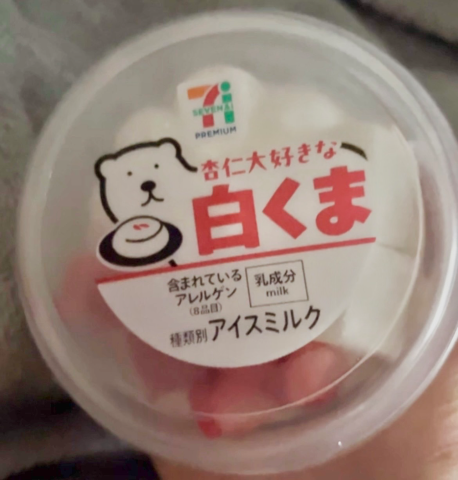 SEVEN&i
PREMIUM
杏仁大好きな
白くま
含まれている
アレルゲン
(8品目)
乳成分
milk
種類別 アイスミルク